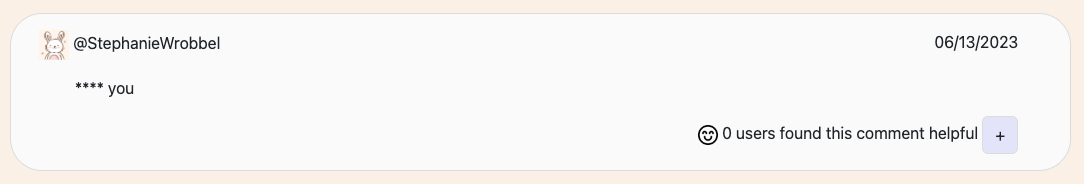 @StephanieWrobbel 06/13/2023
**** you
0 users found this comment helpful +